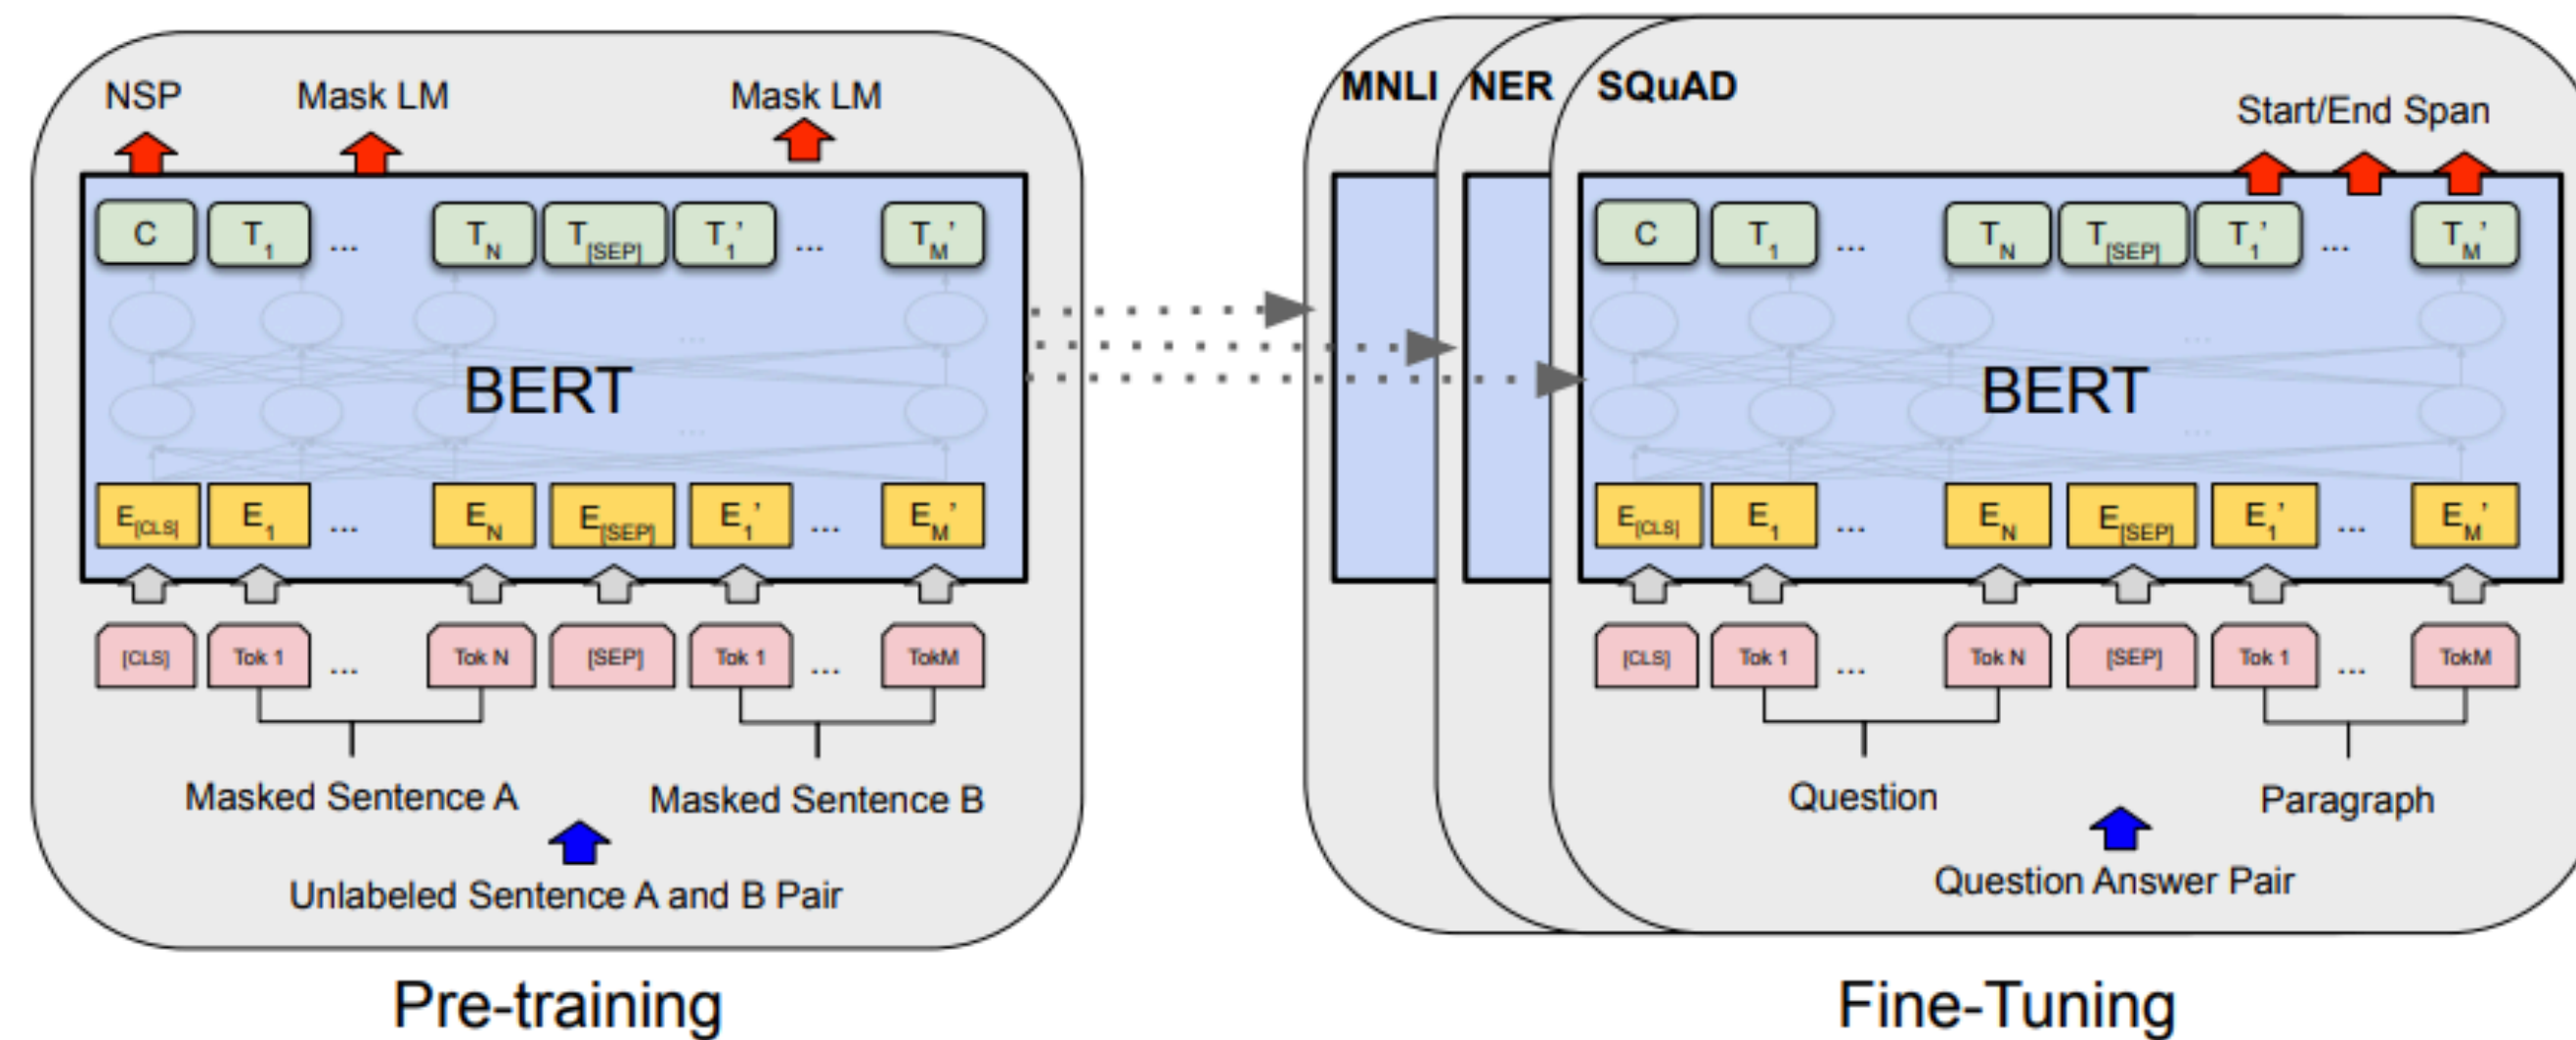 NSP Mask LM Mask LM
C T1 ... TN T[SEP] T1’ ... TM’
BERT
E[CLS] E1 ... EN E[SEP] E1’ ... EM’
[CLS] Tok 1 ... Tok N [SEP] Tok 1 ... TokM
Masked Sentence A Masked Sentence B
Unlabeled Sentence A and B Pair
Pre-training
MNLI NER SQuAD
Start/End Span
C T1 ... TN T[SEP] T1’ ... TM’
BERT
E[CLS] E1 ... EN E[SEP] E1’ ... EM’
[CLS] Tok 1 ... Tok N [SEP] Tok 1 ... TokM
Question Paragraph
Question Answer Pair
Fine-Tuning